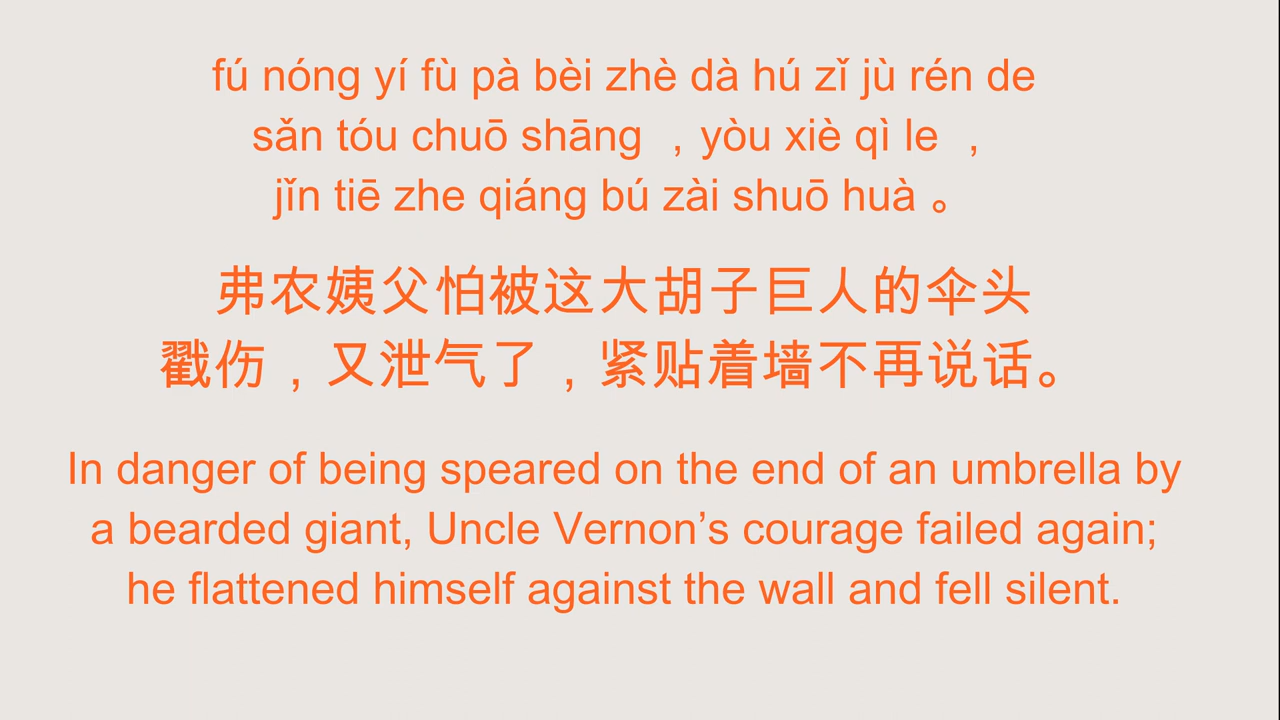 fú nóng yí fù pà bèi zhè dà hú zǐ jù rén de
sǎn tóu chuō shāng ，yòu xiè qì le ，
jǐn tiē zhe qiáng bú zài shuō huà 。
弗农姨父怕被这大胡子巨人的伞头
戳伤，又泄气了，紧贴着墙不再说话。
In danger of being speared on the end of an umbrella by
a bearded giant, Uncle Vernon’s courage failed again;
he flattened himself against the wall and fell silent.